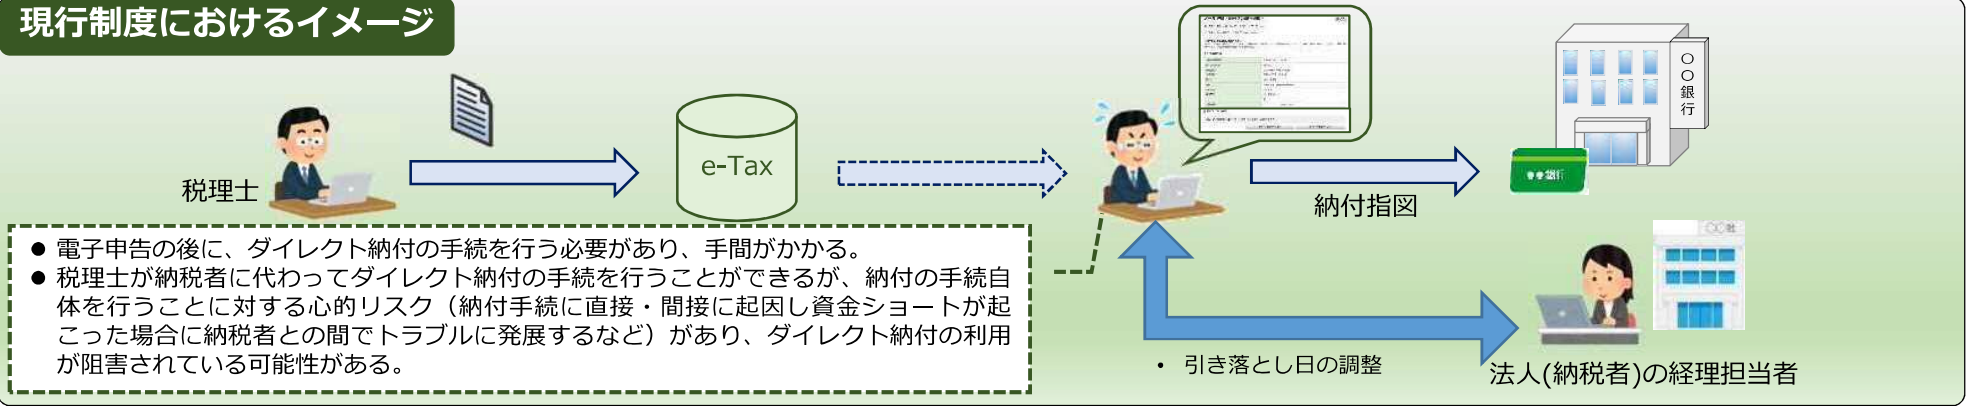 現行制度におけるイメージ
税理士
e-Tax
納付指図
〇〇銀行
銀行
● 電子申告の後に、ダイレクト納付の手続を行う必要があり、手間がかかる。
● 税理士が納税者に代わってダイレクト納付の手続を行うことができるが、納付の手続自
体を行うことに対する心的リスク（納付手続に直接・間接に起因し資金ショートが起
こった場合に納税者との間でトラブルに発展するなど）があり、ダイレクト納付の利用
が阻害されている可能性がある。
• 引き落とし日の調整
〇〇社
法人(納税者)の経理担当者